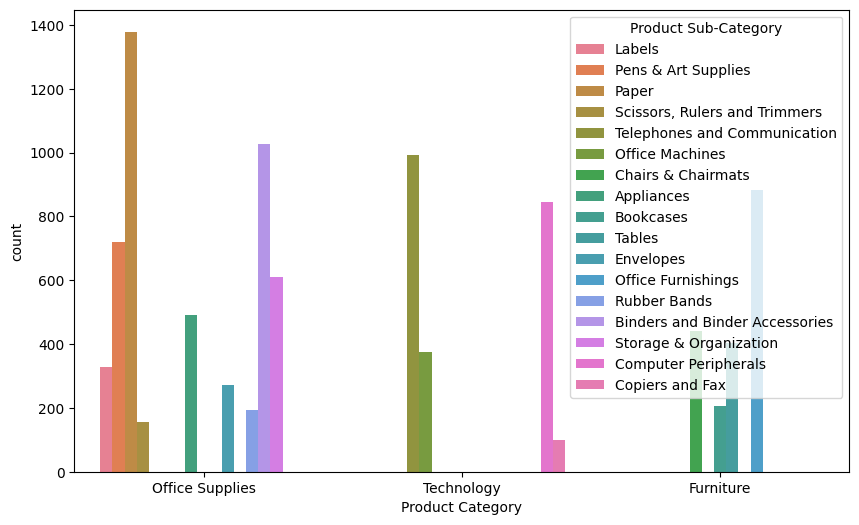 1400
1200
1000
800
600
400
200
0
count
Office Supplies
Technology
Furniture
Product Category
Product Sub-Category
Labels
Pens & Art Supplies
Paper
Scissors, Rulers and Trimmers
Telephones and Communication
Office Machines
Chairs & Chairmats
Appliances
Bookcases
Tables
Envelopes
Office Furnishings
Rubber Bands
Binders and Binder Accessories
Storage & Organization
Computer Peripherals
Copiers and Fax